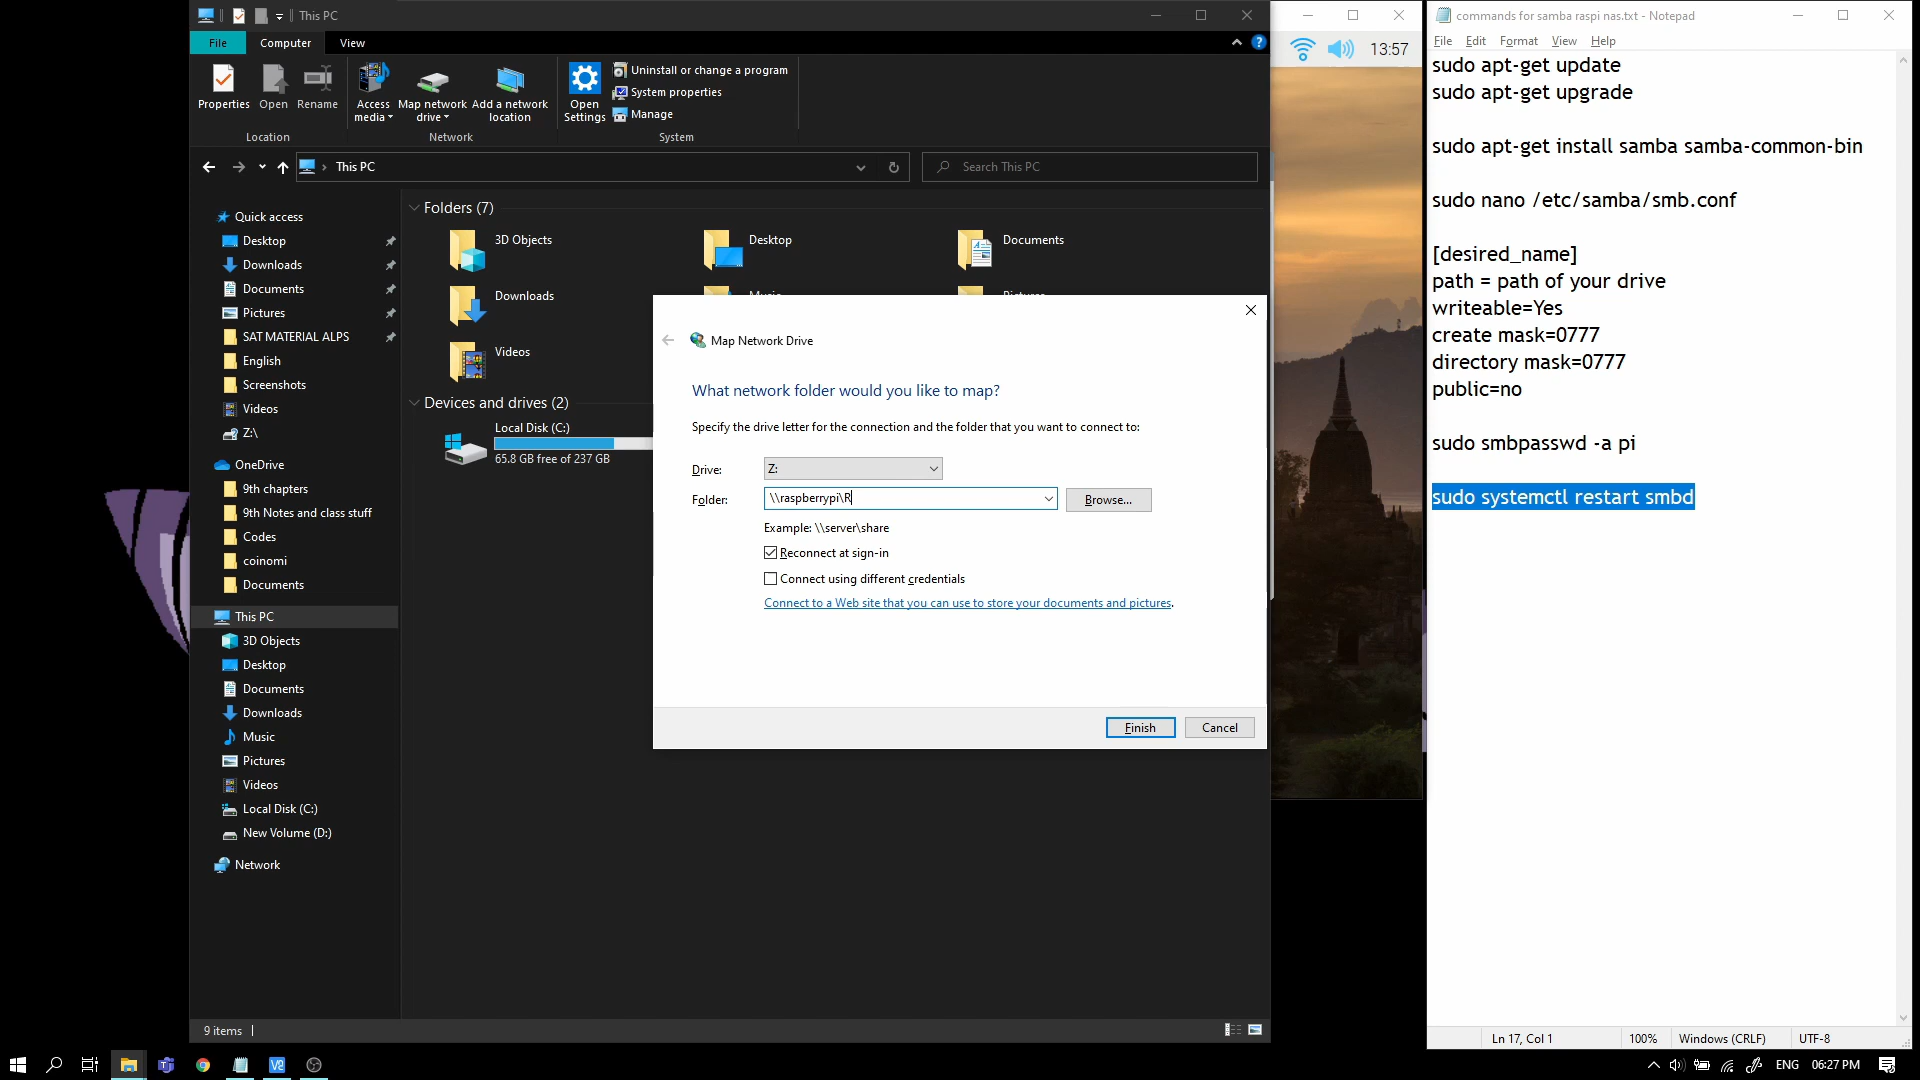 This PC
File
Computer
View
Properties
Open
Rename
Access media
Map network drive
Add a network location
Open Settings
Uninstall or change a program
System properties
Manage
Location
Network
System
This PC
Search This PC
Quick access
Desktop
Downloads
Documents
Pictures
SAT MATERIAL ALPS
English
Screenshots
Videos
Z:\
OneDrive
9th chapters
9th Notes and class stuff
Codes
coinomi
Documents
This PC
3D Objects
Desktop
Documents
Downloads
Music
Pictures
Videos
Local Disk (C:)
New Volume (D:)
Network
Folders (7)
3D Objects
Desktop
Documents
Downloads
Music
Pictures
Videos
Devices and drives (2)
Local Disk (C:)
65.8 GB free of 237 GB
9 items
Map Network Drive
What network folder would you like to map?
Specify the drive letter for the connection and the folder that you want to connect to:
Drive:
Z:
Folder:
\\raspberrypi\R
Browse...
Example: \\server\share
Reconnect at sign-in
Connect using different credentials
Connect to a Web site that you can use to store your documents and pictures.
Finish
Cancel
13:57
commands for samba raspi nas.txt - Notepad
File Edit Format View Help
sudo apt-get update
sudo apt-get upgrade
sudo apt-get install samba samba-common-bin
sudo nano /etc/samba/smb.conf
[desired_name]
path = path of your drive
writeable=Yes
create mask=0777
directory mask=0777
public=no
sudo smbpasswd -a pi
sudo systemctl restart smbd
Ln 17, Col 1
100%
Windows (CRLF)
UTF-8
ENG
06:27 PM